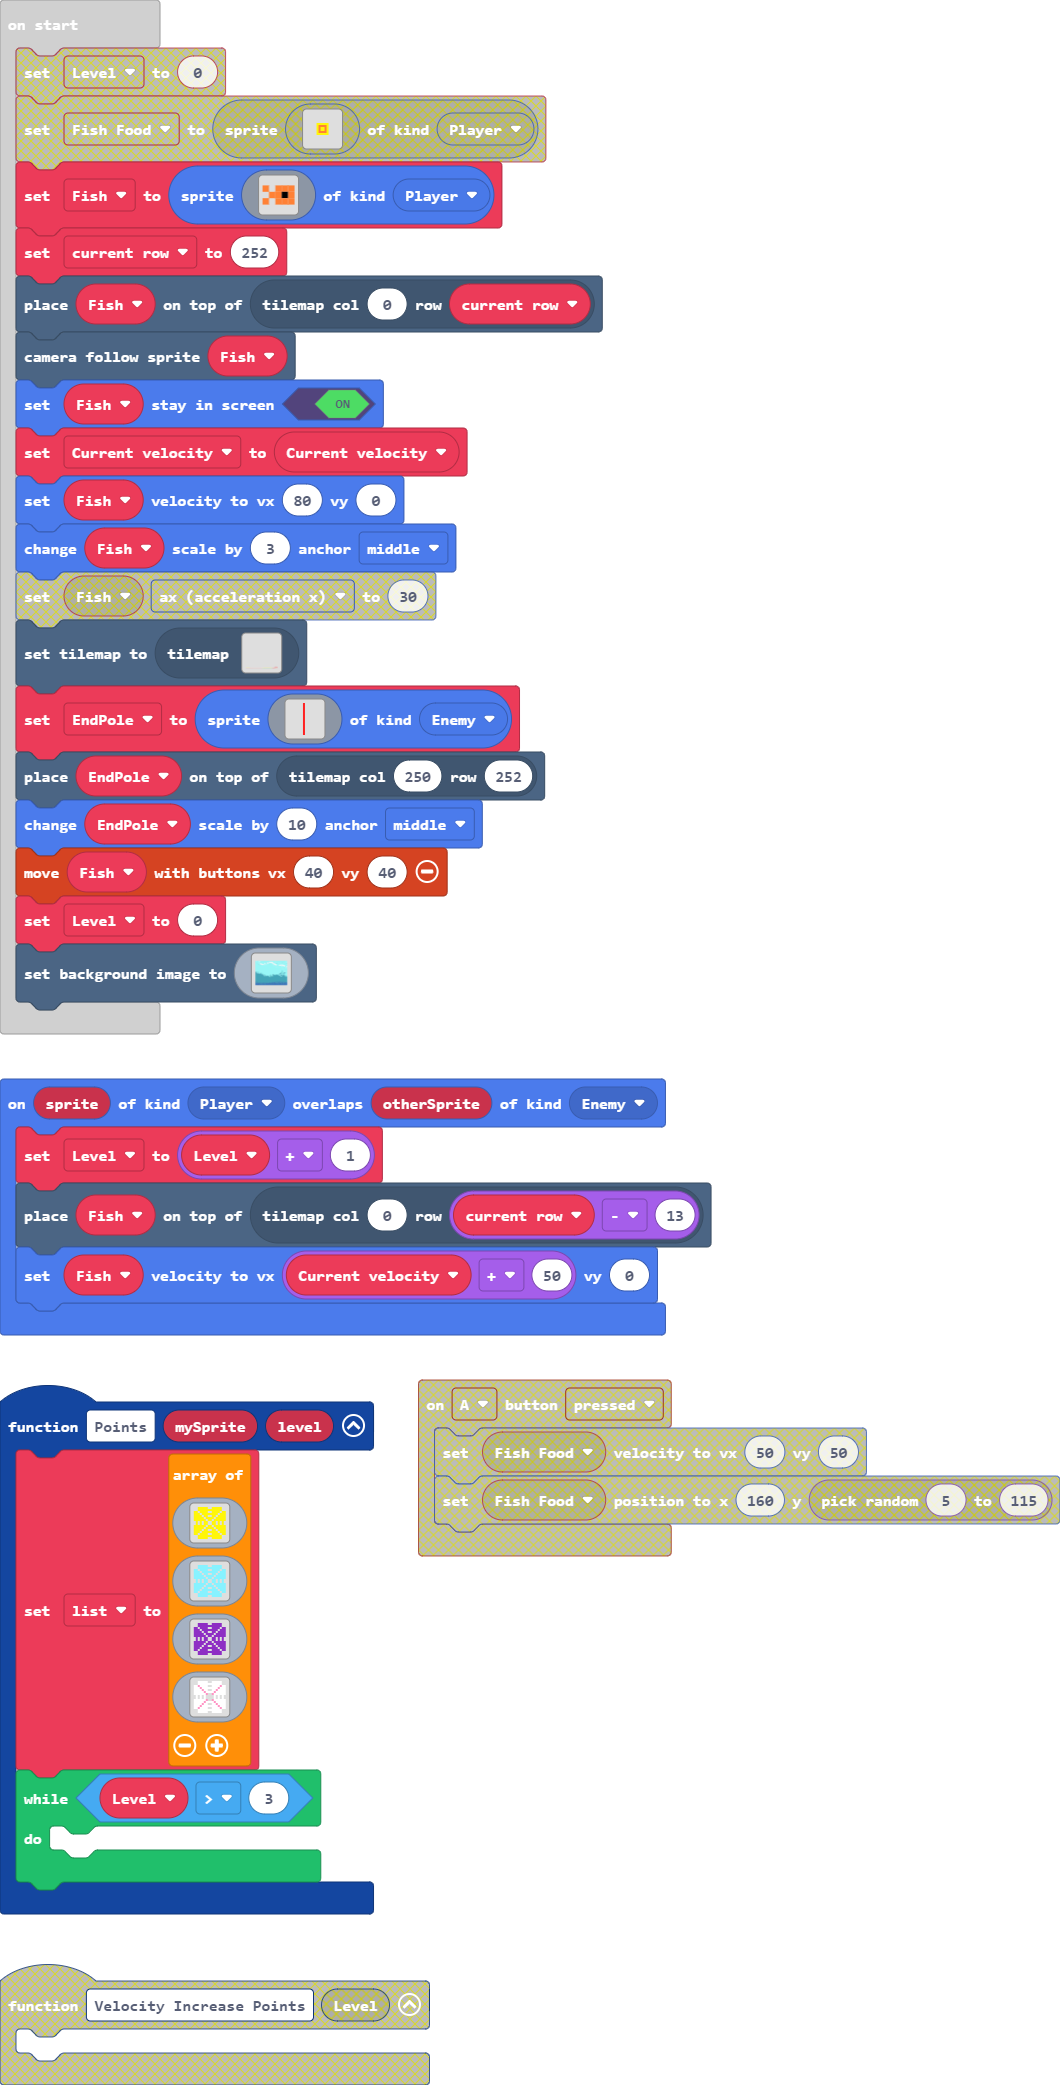 on start
set Level to 0
set Fish Food to sprite of kind Player
set Fish to sprite of kind Player
set current row to 252
place Fish on top of tilemap col 0 row current row
camera follow sprite Fish
set Fish stay in screen ON
set Current velocity to Current velocity
set Fish velocity to vx 80 vy 0
change Fish scale by 3 anchor middle
set Fish ax (acceleration x) to 30
set tilemap to tilemap
set EndPole to sprite of kind Enemy
place EndPole on top of tilemap col 250 row 252
change EndPole scale by 10 anchor middle
move Fish with buttons vx 40 vy 40
set Level to 0
set background image to
on sprite of kind Player overlaps otherSprite of kind Enemy
set Level to Level + 1
place Fish on top of tilemap col 0 row current row - 13
set Fish velocity to vx Current velocity + 50 vy 0
function Points mySprite level
array of
set list to
while Level > 3
do
on A button pressed
set Fish Food velocity to vx 50 vy 50
set Fish Food position to x 160 y pick random 5 to 115
function Velocity Increase Points Level